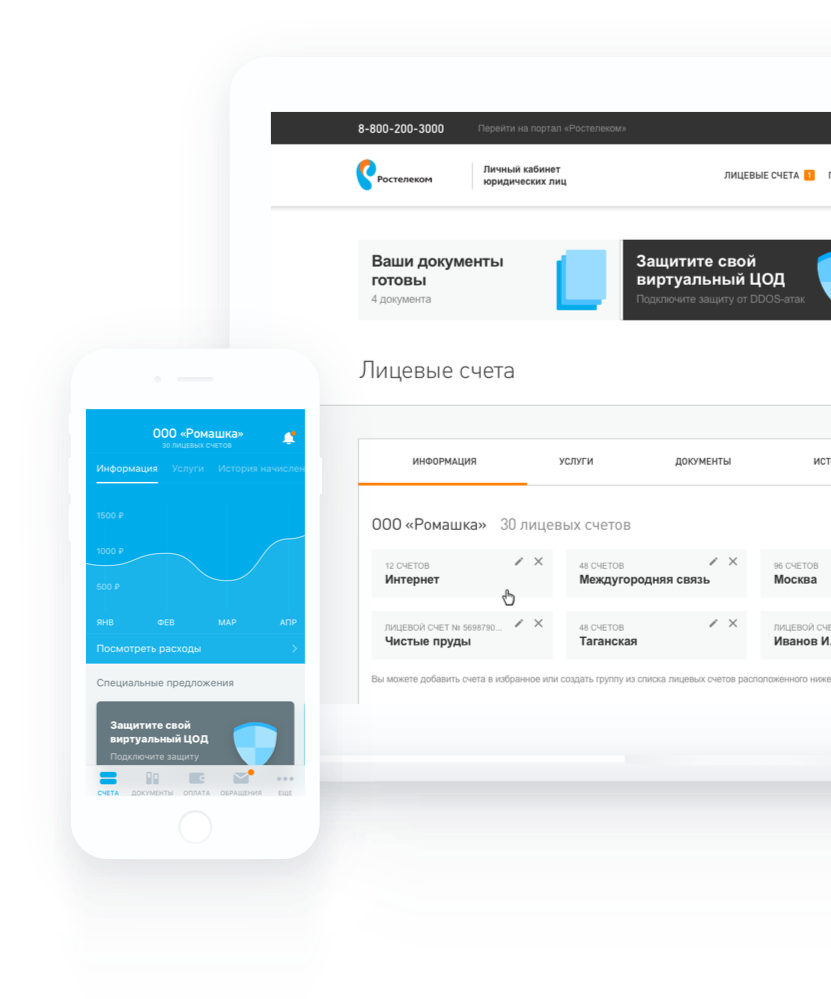 8-800-200-3000
Перейти на портал «Ростелеком»
Ростелеком
Личный кабинет
юридических лиц
ЛИЦЕВЫЕ СЧЕТА 1
Ваши документы
готовы
4 документа
Защитите свой
виртуальный ЦОД
Подключите защиту от DDOS-атак
Лицевые счета
ИНФОРМАЦИЯ
УСЛУГИ
ДОКУМЕНТЫ
ИСТ
ООО «Ромашка» 30 лицевых счетов
12 СЧЕТОВ
Интернет
48 СЧЕТОВ
Междугородняя связь
96 СЧЕТОВ
Москва
ЛИЦЕВОЙ СЧЕТ № 5698790...
Чистые пруды
48 СЧЕТОВ
Таганская
ЛИЦЕВОЙ СЧЕ
Иванов И.
Вы можете добавить счета в избранное или создать группу из списка лицевых счетов расположенного ниже
ООО «Ромашка»
30 ЛИЦЕВЫХ СЧЕТОВ
Информация Услуги История начислен
1500 ₽
1000 ₽
500 ₽
ЯНВ ФЕВ МАР АПР
Посмотреть расходы
Специальные предложения
Защитите свой
виртуальный ЦОД
Подключите защиту
СЧЕТА ДОКУМЕНТЫ ОПЛАТА ОБРАЩЕНИЯ ЕЩЕ